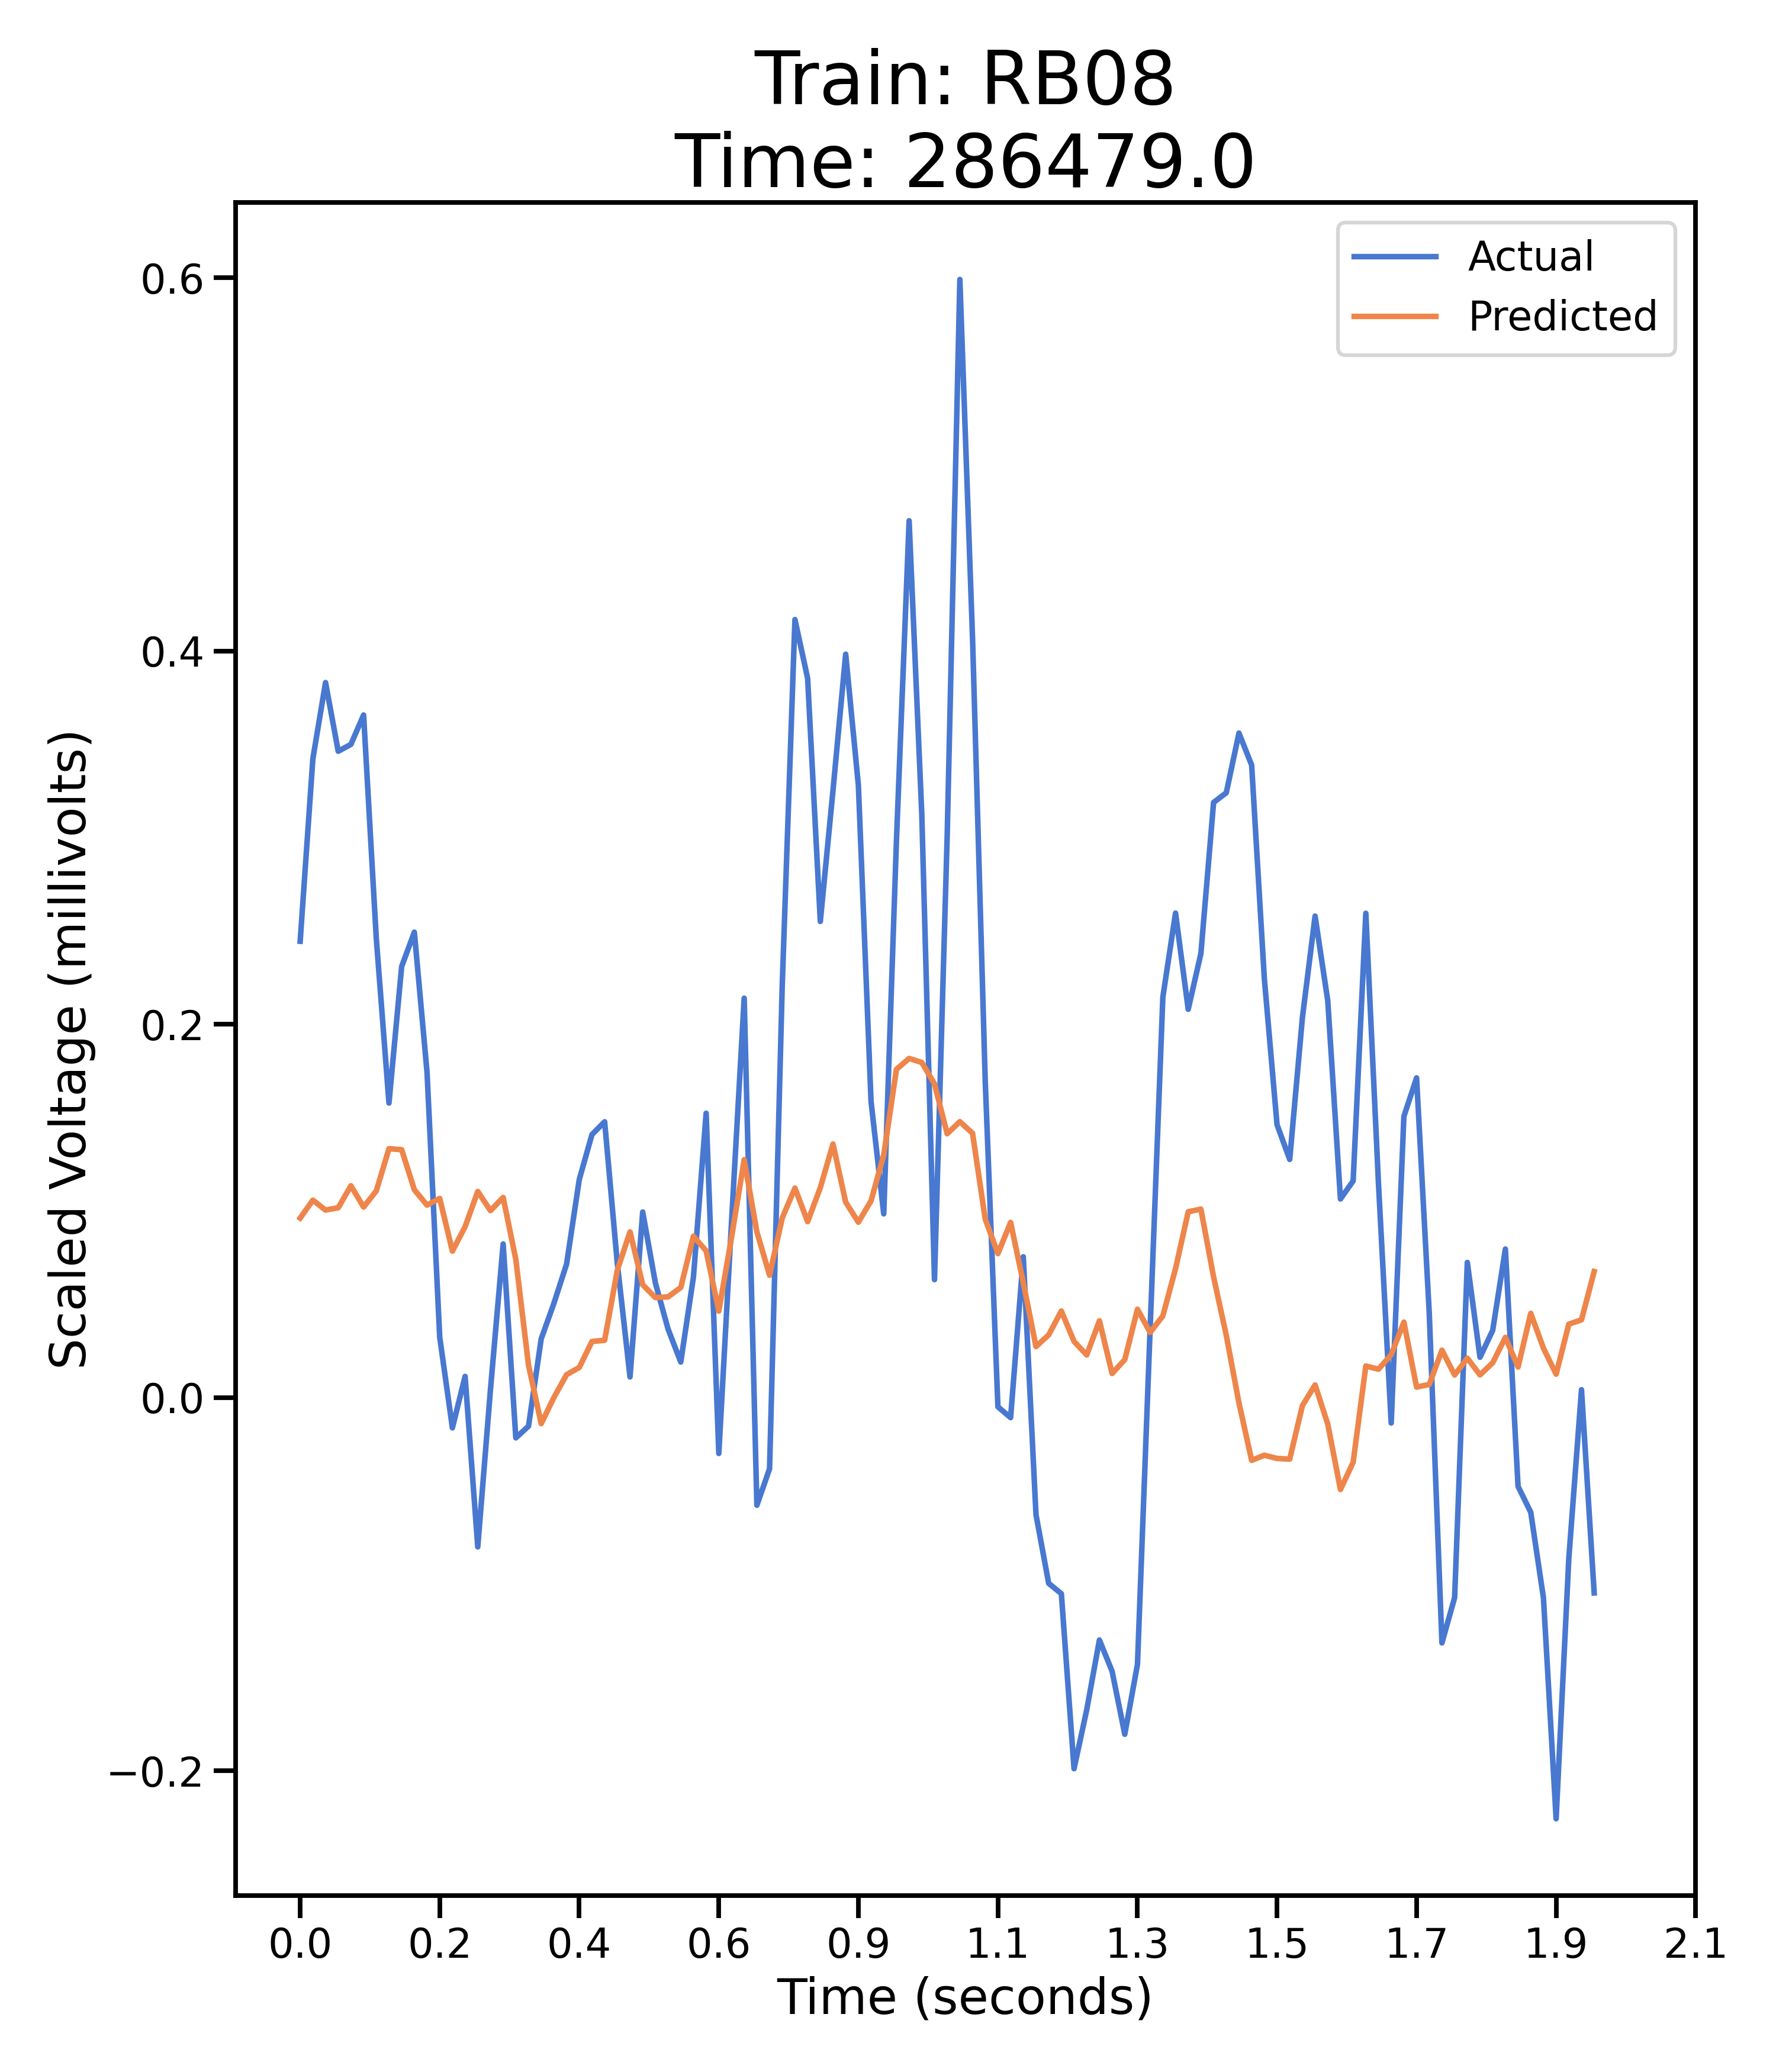 Train: RB08
Time: 286479.0
Actual
Predicted
Scaled Voltage (millivolts)
0.6
0.4
0.2
0.0
−0.2
0.0 0.2 0.4 0.6 0.9 1.1 1.3 1.5 1.7 1.9 2.1
Time (seconds)